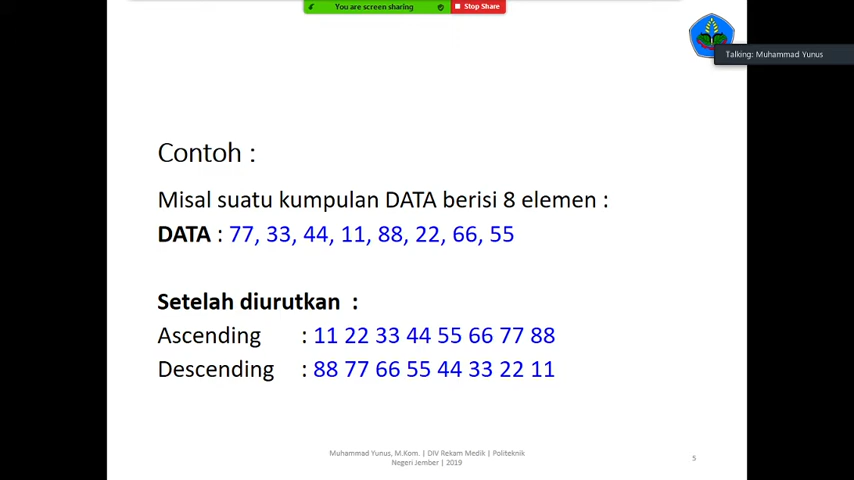 You are screen sharing
Stop Share
Talking: Muhammad Yunus
Contoh :
Misal suatu kumpulan DATA berisi 8 elemen :
DATA : 77, 33, 44, 11, 88, 22, 66, 55
Setelah diurutkan :
Ascending : 11 22 33 44 55 66 77 88
Descending : 88 77 66 55 44 33 22 11
Muhammad Yunus, M.Kom. | DIV Rekam Medik | Politeknik
Negeri Jember | 2019
5